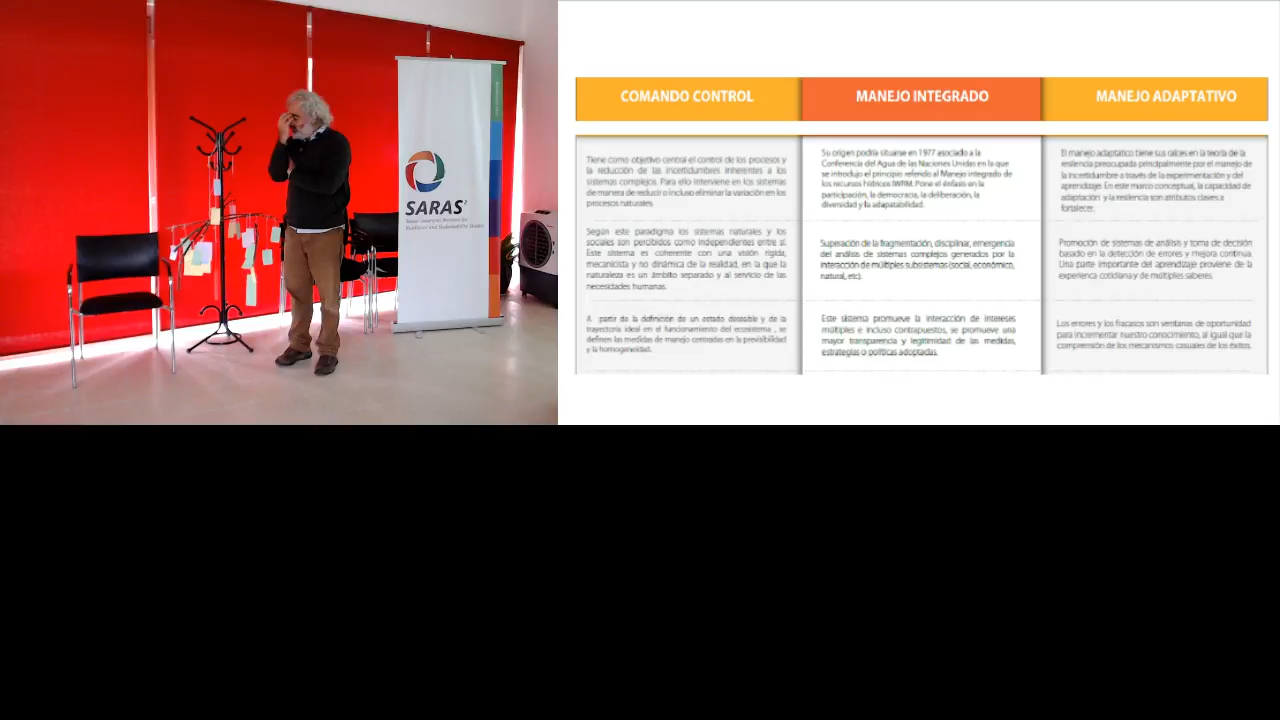 SARAS²
COMANDO CONTROL
MANEJO INTEGRADO
MANEJO ADAPTATIVO
Tiene como objetivo central el control de los procesos y
la reducción de las incertidumbres inherentes a los
sistemas complejos. Para ello interviene en los sistemas
de manera de reducir o incluso eliminar la variación en los
procesos naturales.
Según este paradigma los sistemas naturales y los
sociales son percibidos como independientes entre sí.
Este sistema es coherente con una visión rígida,
mecanicista y no dinámica de la realidad, en la que la
naturaleza es un ámbito separado y al servicio de las
necesidades humanas.
A partir de la definición de un estado deseable y de la
trayectoria ideal en el funcionamiento del ecosistema , se
definen las medidas de manejo centradas en la previsibilidad
y la homogeneidad.
Su origen podría situarse en 1977 asociado a la
Conferencia del Agua de las Naciones Unidas en la que
se introdujo el principio referido al Manejo integrado de
los recursos hídricos IWRM. Pone el énfasis en la
participación, la democracia, la deliberación, la
diversidad y la adapatabilidad.
Superación de la fragmentación, disciplinar, emergencia
del análisis de sistemas complejos generados por la
interacción de múltiples subsistemas (social, económico,
natural, etc).
Este sistema promueve la interacción de intereses
múltiples e incluso contrapuestos, se promueve una
mayor transparencia y legitimidad de las medidas,
estrategias o políticas adoptadas.
El manejo adaptático tiene sus raíces en la teoría de la
resiliencia preocupada principalmente por el manejo de
la incertidumbre a través de la experimentación y del
aprendizaje. En este marco conceptual, la capacidad de
adaptación y la resiliencia son atributos claves a
fortalecer.
Promoción de sistemas de análisis y toma de decisión
basado en la detección de errores y mejora continua.
Una parte importante del aprendizaje proviene de la
experiencia cotidiana y de múltiples saberes.
Los errores y los fracasos son ventanas de oportunidad
para incrementar nuestro conocimiento, al igual que la
comprensión de los mecanismos casuales de los éxitos.